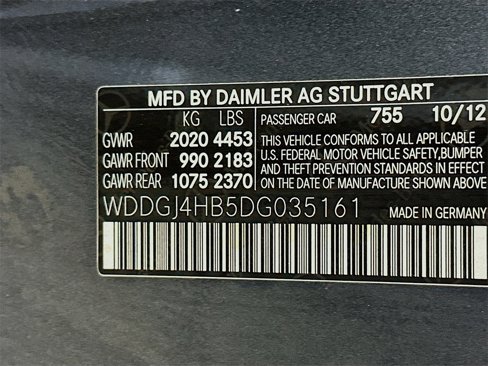 MFD BY DAIMLER AG STUTTGART
KG LBS PASSENGER CAR 755 10/12
GVWR 2020 4453 THIS VEHICLE CONFORMS TO ALL APPLICABLE
GAWR FRONT 990 2183 U.S. FEDERAL MOTOR VEHICLE SAFETY,BUMPER
AND THEFT PREVENTION STANDARDS IN EFFECT
GAWR REAR 1075 2370 ON THE DATE OF MANUFACTURE SHOWN ABOVE.
WDDGJ4HB5DG035161 MADE IN GERMANY